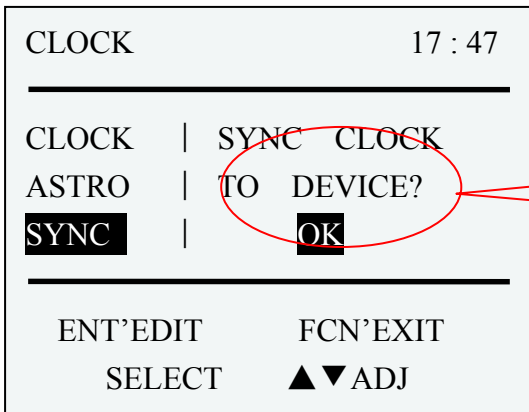 CLOCK 17 : 47
CLOCK | SYNC CLOCK
ASTRO | TO DEVICE?
SYNC | OK
ENT’EDIT FCN’EXIT
SELECT ▲▼ADJ